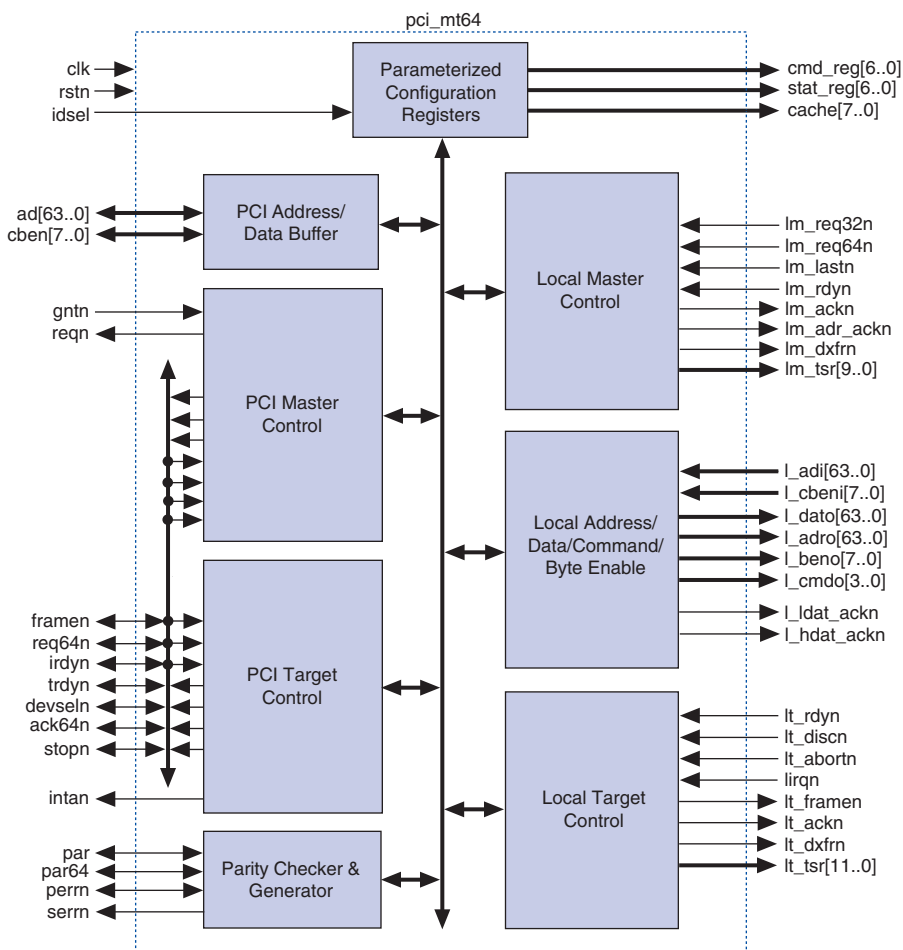 pci_mt64
clk
rstn
idsel
Parameterized
Configuration
Registers
cmd_reg[6..0]
stat_reg[6..0]
cache[7..0]
ad[63..0]
cben[7..0]
PCI Address/
Data Buffer
gntn
reqn
PCI Master
Control
framen
req64n
irdyn
trdyn
devseln
ack64n
stopn
intan
PCI Target
Control
par
par64
perrn
serrn
Parity Checker &
Generator
Local Master
Control
lm_req32n
lm_req64n
lm_lastn
lm_rdyn
lm_ackn
lm_adr_ackn
lm_dxfrn
lm_tsr[9..0]
Local Address/
Data/Command/
Byte Enable
l_adi[63..0]
l_cbeni[7..0]
l_dato[63..0]
l_adro[63..0]
l_beno[7..0]
l_cmdo[3..0]
l_ldat_ackn
l_hdat_ackn
Local Target
Control
lt_rdyn
lt_discn
lt_abortn
lirqn
lt_framen
lt_ackn
lt_dxfrn
lt_tsr[11..0]